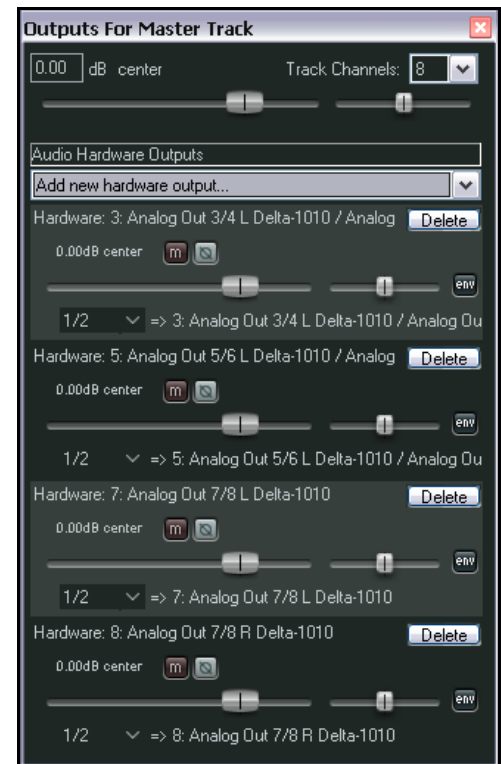 Outputs For Master Track
0.00 dB center Track Channels: 8
Audio Hardware Outputs
Add new hardware output...
Hardware: 3: Analog Out 3/4 L Delta-1010 / Analog Delete
0.00dB center m
env
1/2 => 3: Analog Out 3/4 L Delta-1010 / Analog Ou
Hardware: 5: Analog Out 5/6 L Delta-1010 / Analog Delete
0.00dB center m
env
1/2 => 5: Analog Out 5/6 L Delta-1010 / Analog Ou
Hardware: 7: Analog Out 7/8 L Delta-1010 Delete
0.00dB center m
env
1/2 => 7: Analog Out 7/8 L Delta-1010
Hardware: 8: Analog Out 7/8 R Delta-1010 Delete
0.00dB center m
env
1/2 => 8: Analog Out 7/8 R Delta-1010